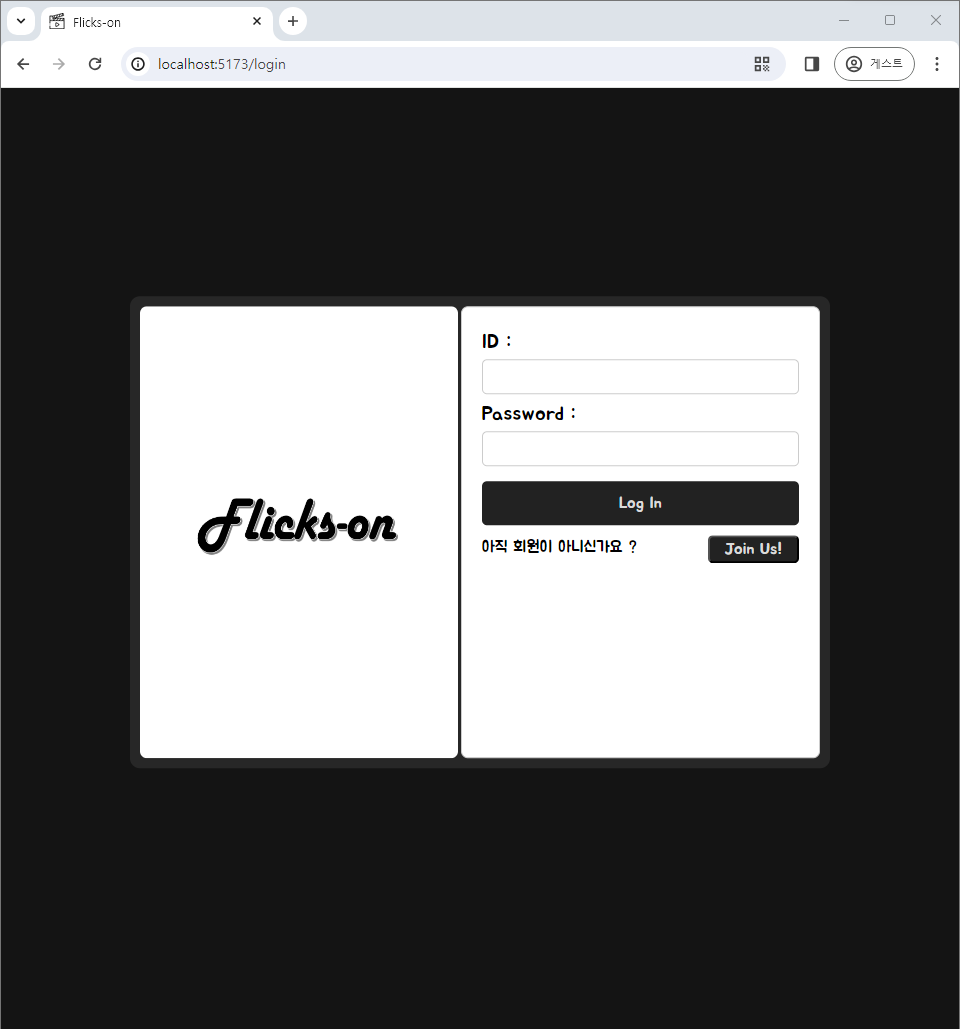 Flicks-on
localhost:5173/login
게스트
Flicks-on
ID :
Password :
Log In
아직 회원이 아니신가요 ?
Join Us!